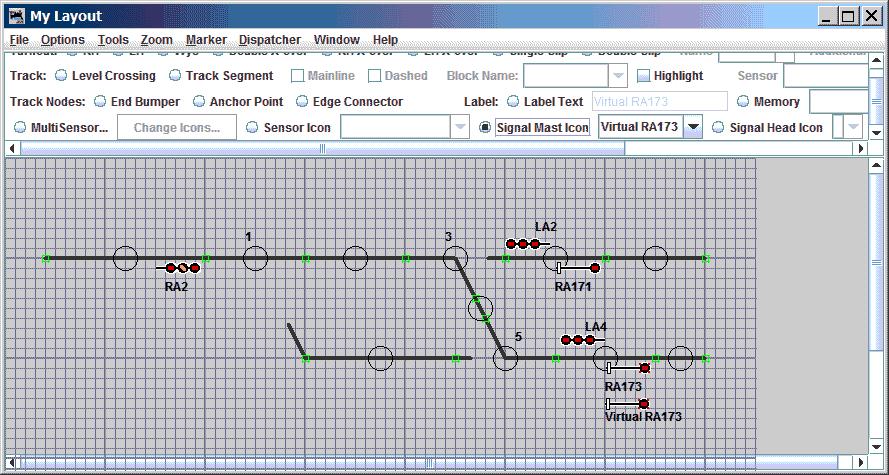 My Layout
File Options Tools Zoom Marker Dispatcher Window Help
Track: Level Crossing Track Segment Mainline Dashed Block Name: Highlight Sensor
Track Nodes: End Bumper Anchor Point Edge Connector Label: Label Text Virtual RA173 Memory
MultiSensor... Change Icons... Sensor Icon Signal Mast Icon Virtual RA173 Signal Head Icon
LA2
1
3
RA2
RA171
LA4
5
RA173
Virtual RA173